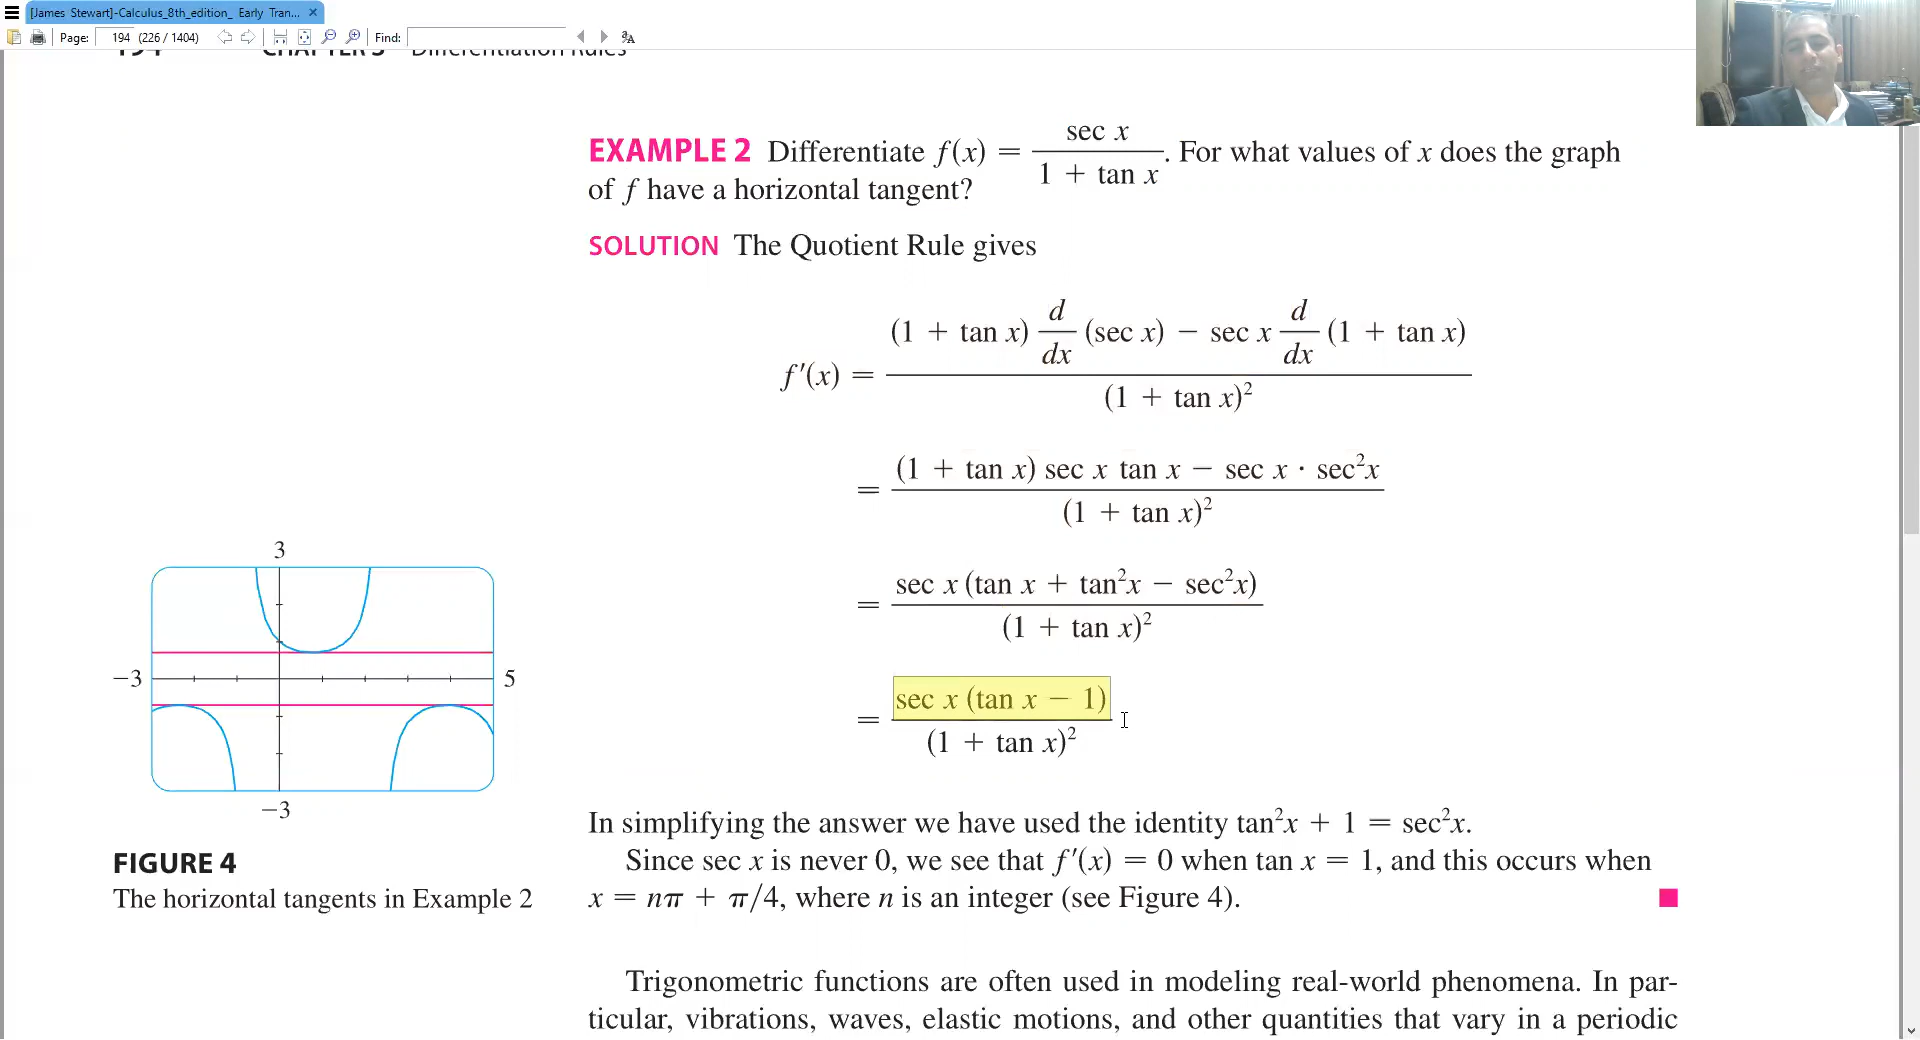 [James Stewart]-Calculus_8th_edition_ Early Tran... ×
Page: 194 (226 / 1404) Find:
194 CHAPTER 3 Differentiation Rules
EXAMPLE 2 Differentiate f(x) = sec x / (1 + tan x). For what values of x does the graph
of f have a horizontal tangent?
SOLUTION The Quotient Rule gives
f′(x) = ((1 + tan x) d/dx (sec x) − sec x d/dx (1 + tan x)) / (1 + tan x)²
= ((1 + tan x) sec x tan x − sec x · sec²x) / (1 + tan x)²
= (sec x (tan x + tan²x − sec²x)) / (1 + tan x)²
= (sec x (tan x − 1)) / (1 + tan x)²
3
−3 5
−3
FIGURE 4
The horizontal tangents in Example 2
In simplifying the answer we have used the identity tan²x + 1 = sec²x.
Since sec x is never 0, we see that f′(x) = 0 when tan x = 1, and this occurs when
x = nπ + π/4, where n is an integer (see Figure 4).
Trigonometric functions are often used in modeling real-world phenomena. In par-
ticular, vibrations, waves, elastic motions, and other quantities that vary in a periodic